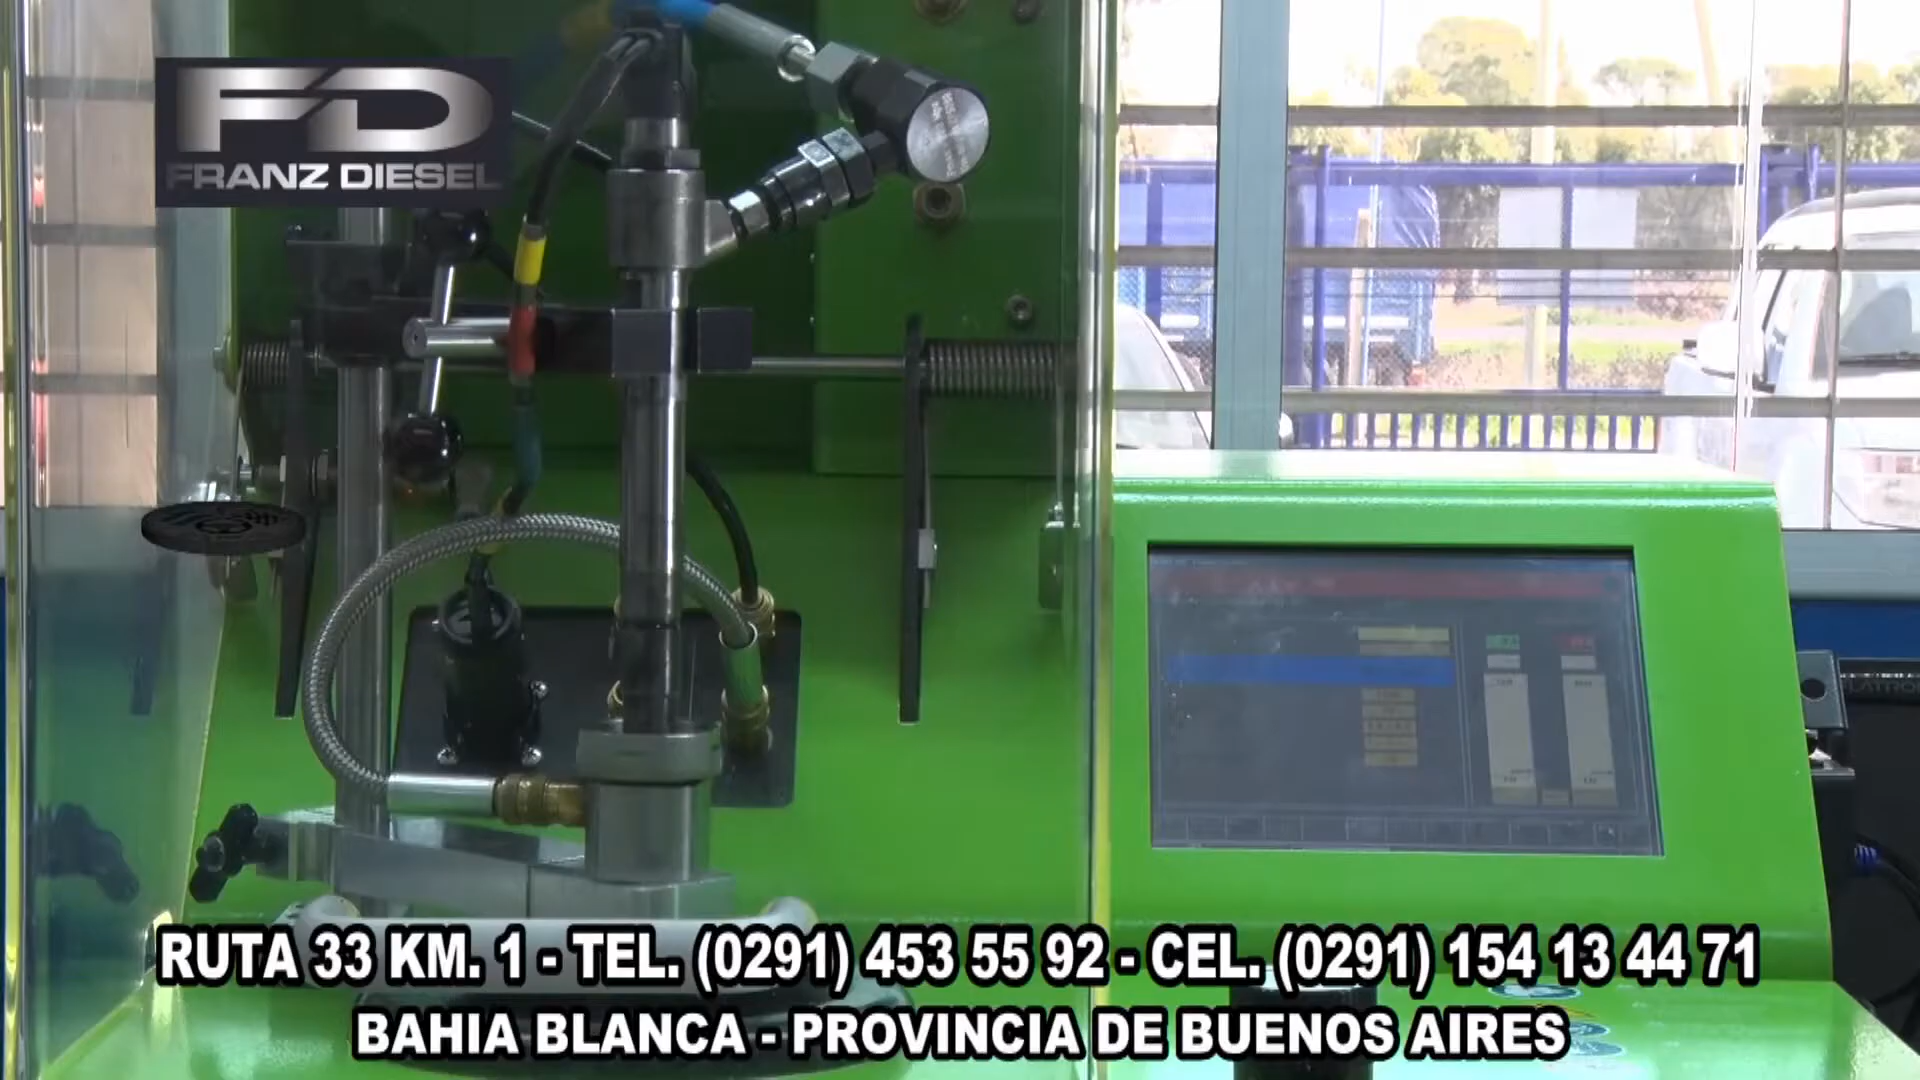 FD
FRANZ DIESEL
RUTA 33 KM. 1 - TEL. (0291) 453 55 92 - CEL. (0291) 154 13 44 71
BAHIA BLANCA - PROVINCIA DE BUENOS AIRES